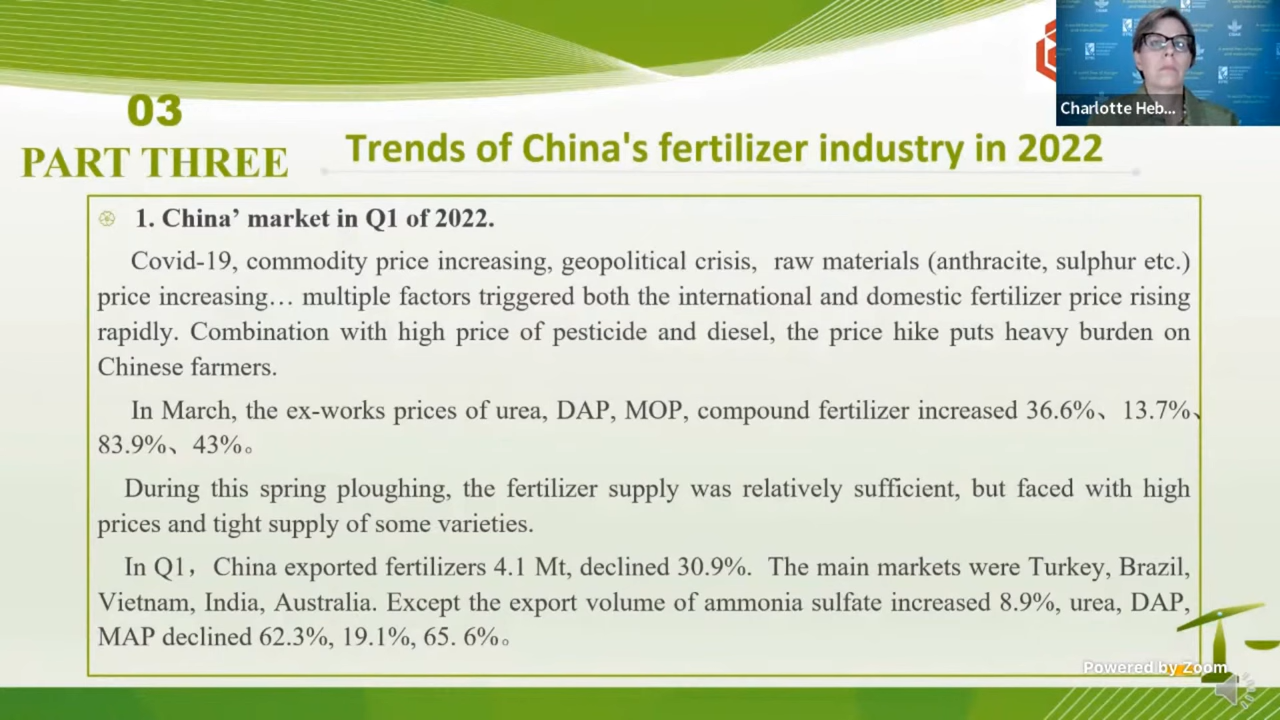 03
PART THREE
Trends of China's fertilizer industry in 2022
Charlotte Heb...
1. China’ market in Q1 of 2022.
Covid-19, commodity price increasing, geopolitical crisis, raw materials (anthracite, sulphur etc.)
price increasing… multiple factors triggered both the international and domestic fertilizer price rising
rapidly. Combination with high price of pesticide and diesel, the price hike puts heavy burden on
Chinese farmers.
In March, the ex-works prices of urea, DAP, MOP, compound fertilizer increased 36.6%、13.7%、
83.9%、43%。
During this spring ploughing, the fertilizer supply was relatively sufficient, but faced with high
prices and tight supply of some varieties.
In Q1，China exported fertilizers 4.1 Mt, declined 30.9%. The main markets were Turkey, Brazil,
Vietnam, India, Australia. Except the export volume of ammonia sulfate increased 8.9%, urea, DAP,
MAP declined 62.3%, 19.1%, 65. 6%。
Powered by Zoom